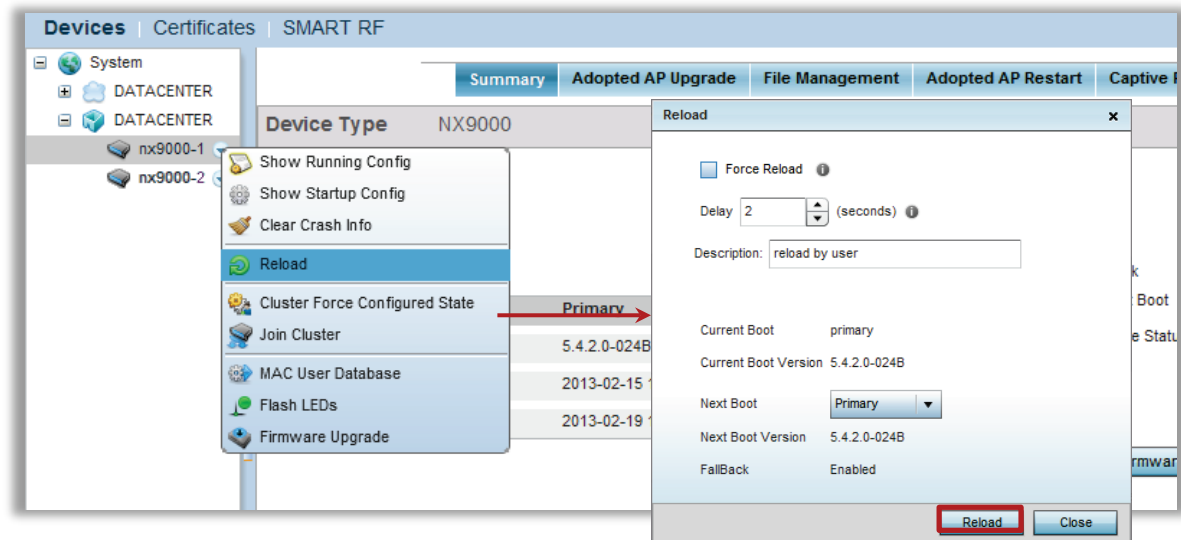 Devices | Certificates | SMART RF
System
DATACENTER
DATACENTER
nx9000-1
nx9000-2
Summary Adopted AP Upgrade File Management Adopted AP Restart Captive
Device Type NX9000
Show Running Config
Show Startup Config
Clear Crash Info
Reload
Cluster Force Configured State
Join Cluster
MAC User Database
Flash LEDs
Firmware Upgrade
Primary
5.4.2.0-024B
2013-02-15
2013-02-19
Reload x
Force Reload
Delay 2 (seconds)
Description: reload by user
Current Boot primary
Current Boot Version 5.4.2.0-024B
Next Boot Primary
Next Boot Version 5.4.2.0-024B
FallBack Enabled
Reload Close
Boot